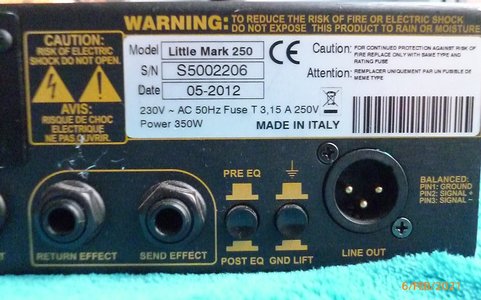 WARNING: TO REDUCE THE RISK OF FIRE OR ELECTRIC SHOCK
DO NOT EXPOSE THIS PRODUCT TO RAIN OR MOISTURE
CAUTION:
RISK OF ELECTRIC
SHOCK DO NOT OPEN.
AVIS:
RISQUE DE CHOC
ELECTRIQUE
NE PAS OUVRIR.
Model Little Mark 250
S/N S5002206
Date 05-2012
230V ~ AC 50Hz Fuse T 3,15 A 250V
Power 350W
MADE IN ITALY
CE
Caution: FOR CONTINUED PROTECTION AGAINST RISK OF
FIRE REPLACE ONLY WITH SAME TYPE AND
RATING FUSE
Attention: REMPLACER UNIQUEMENT PAR UN FUSIBLE DE
MEME TYPE
PRE EQ
RETURN EFFECT
SEND EFFECT
POST EQ
GND LIFT
LINE OUT
BALANCED:
PIN1: GROUND
PIN2: SIGNAL +
PIN3: SIGNAL ~